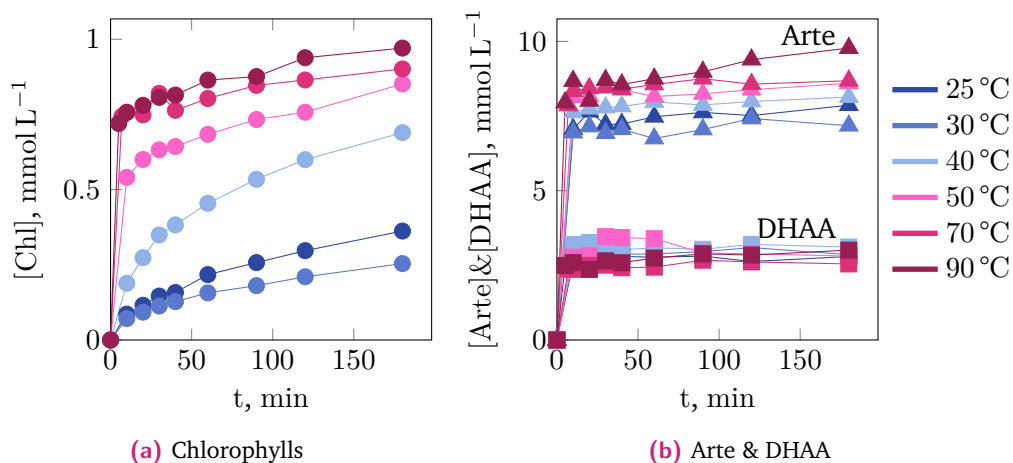 [Chl], mmol L⁻¹
1
0.5
0
0 50 100 150
t, min
(a) Chlorophylls
[Arte]&[DHAA], mmol L⁻¹
10
5
0
0 50 100 150
t, min
Arte
DHAA
(b) Arte & DHAA
25 °C
30 °C
40 °C
50 °C
70 °C
90 °C